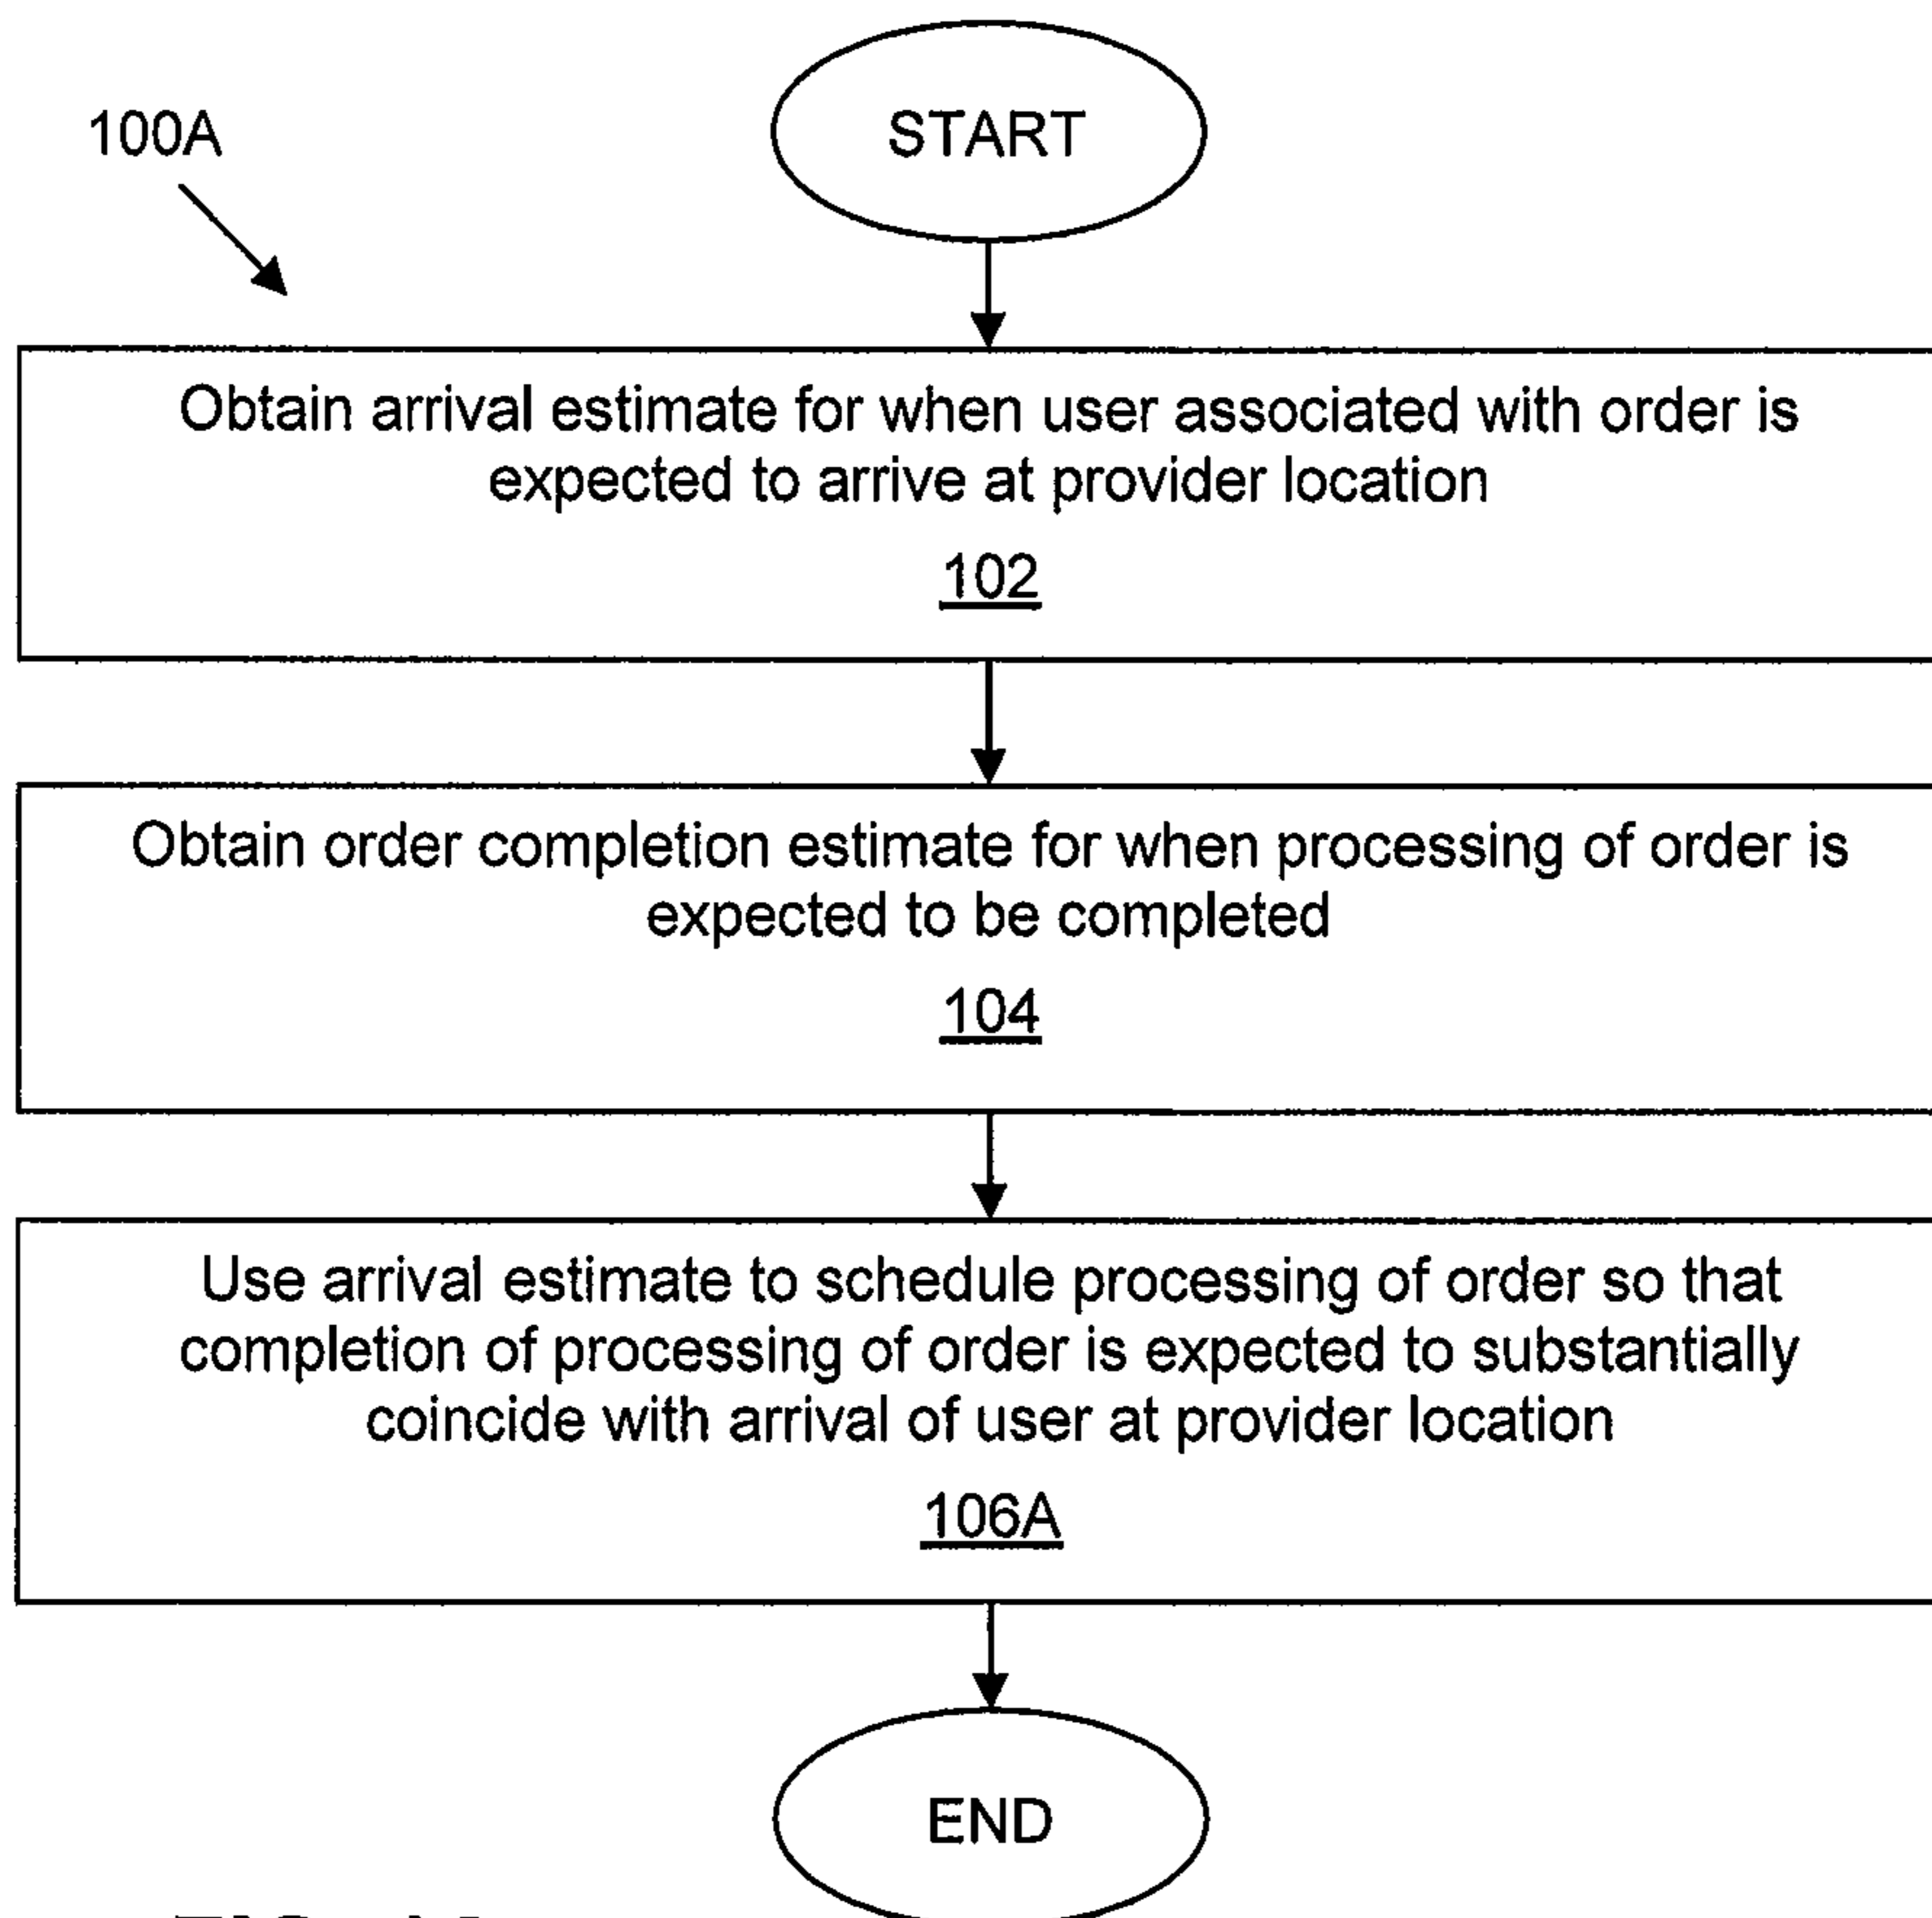 100A
START
Obtain arrival estimate for when user associated with order is
expected to arrive at provider location
102
Obtain order completion estimate for when processing of order is
expected to be completed
104
Use arrival estimate to schedule processing of order so that
completion of processing of order is expected to substantially
coincide with arrival of user at provider location
106A
END